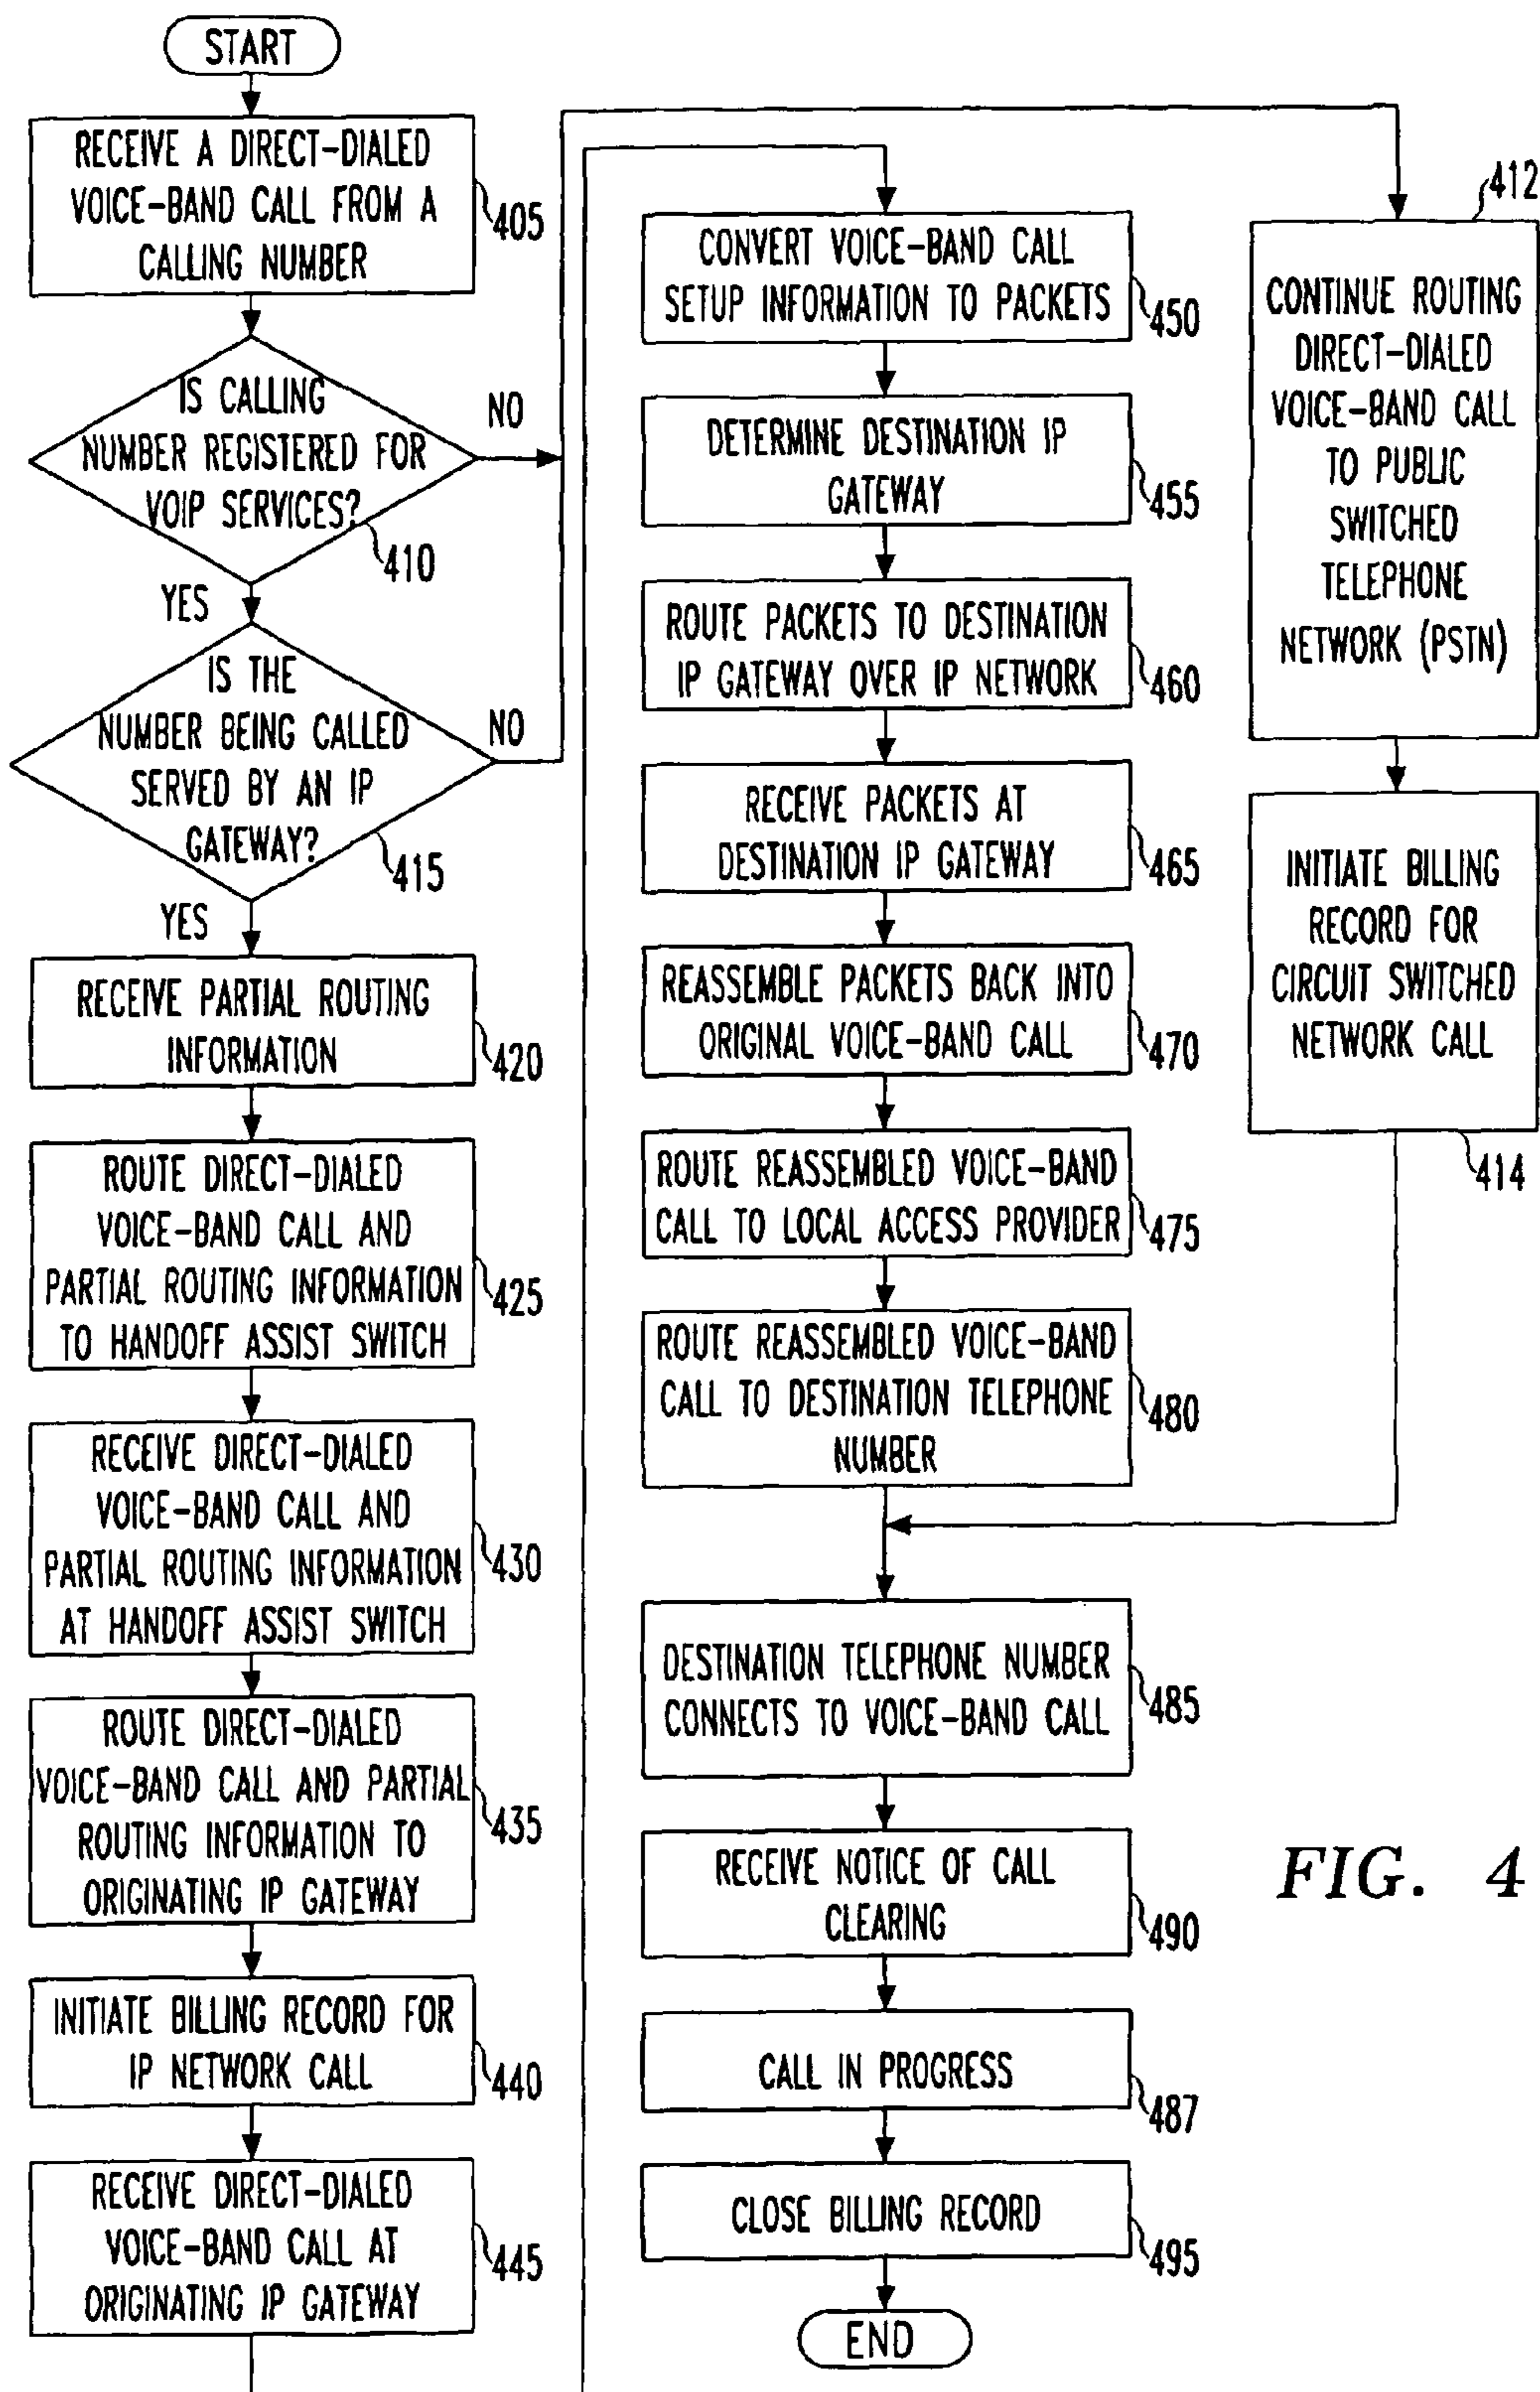 START
RECEIVE A DIRECT-DIALED
VOICE-BAND CALL FROM A
CALLING NUMBER
405
IS CALLING
NUMBER REGISTERED FOR
VOIP SERVICES?
410
NO
YES
IS THE
NUMBER BEING CALLED
SERVED BY AN IP
GATEWAY?
415
NO
YES
RECEIVE PARTIAL ROUTING
INFORMATION
420
ROUTE DIRECT-DIALED
VOICE-BAND CALL AND
PARTIAL ROUTING INFORMATION
TO HANDOFF ASSIST SWITCH
425
RECEIVE DIRECT-DIALED
VOICE-BAND CALL AND
PARTIAL ROUTING INFORMATION
AT HANDOFF ASSIST SWITCH
430
ROUTE DIRECT-DIALED
VOICE-BAND CALL AND PARTIAL
ROUTING INFORMATION TO
ORIGINATING IP GATEWAY
435
INITIATE BILLING RECORD FOR
IP NETWORK CALL
440
RECEIVE DIRECT-DIALED
VOICE-BAND CALL AT
ORIGINATING IP GATEWAY
445
CONVERT VOICE-BAND CALL
SETUP INFORMATION TO PACKETS
450
DETERMINE DESTINATION IP
GATEWAY
455
ROUTE PACKETS TO DESTINATION
IP GATEWAY OVER IP NETWORK
460
RECEIVE PACKETS AT
DESTINATION IP GATEWAY
465
REASSEMBLE PACKETS BACK INTO
ORIGINAL VOICE-BAND CALL
470
ROUTE REASSEMBLED VOICE-BAND
CALL TO LOCAL ACCESS PROVIDER
475
ROUTE REASSEMBLED VOICE-BAND
CALL TO DESTINATION TELEPHONE
NUMBER
480
DESTINATION TELEPHONE NUMBER
CONNECTS TO VOICE-BAND CALL
485
RECEIVE NOTICE OF CALL
CLEARING
490
CALL IN PROGRESS
487
CLOSE BILLING RECORD
495
END
412
CONTINUE ROUTING
DIRECT-DIALED
VOICE-BAND CALL
TO PUBLIC
SWITCHED
TELEPHONE
NETWORK (PSTN)
INITIATE BILLING
RECORD FOR
CIRCUIT SWITCHED
NETWORK CALL
414
FIG. 4